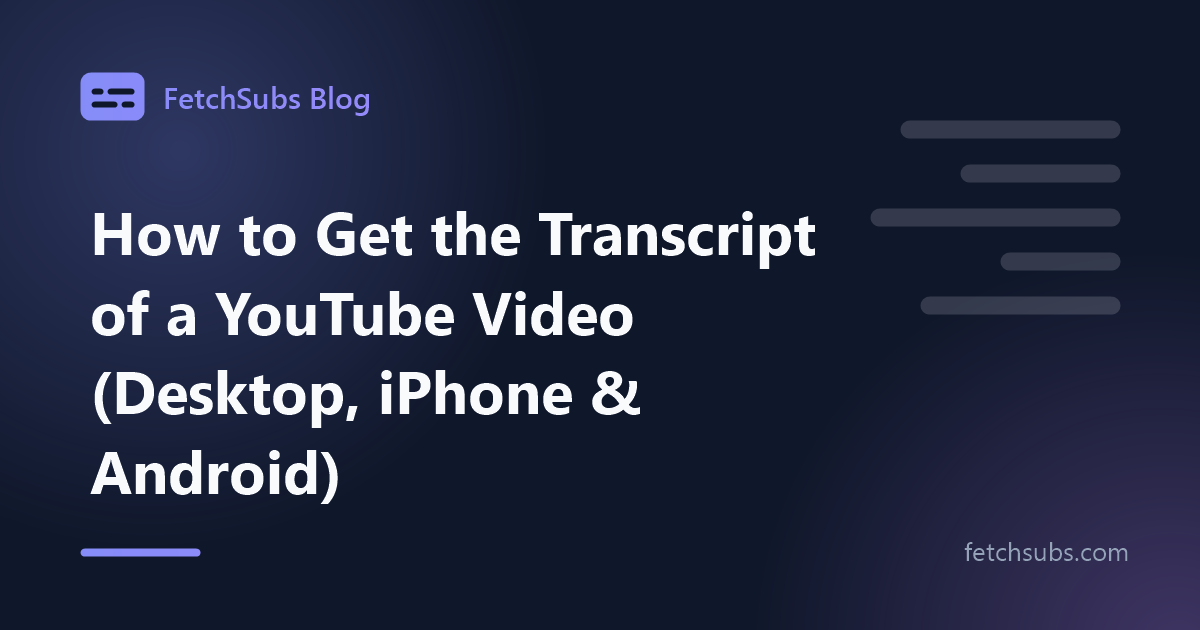 FetchSubs Blog
How to Get the Transcript
of a YouTube Video
(Desktop, iPhone &
Android)
fetchsubs.com